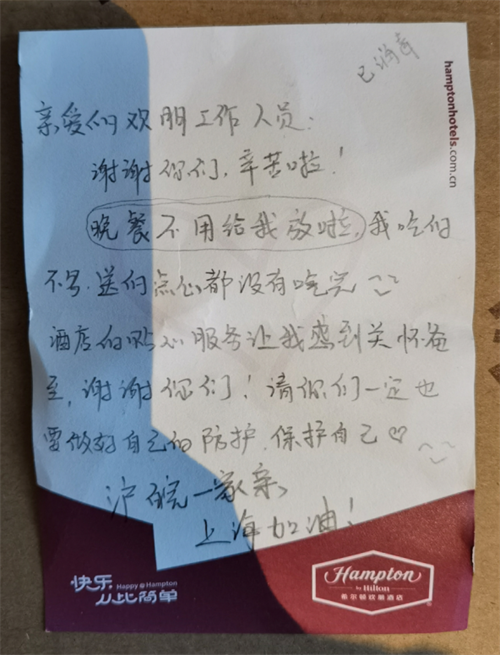 已消毒
hamptonhotels.com.cn
亲爱的欢朋工作人员：
谢谢你们，辛苦啦！
晚餐不用给我放啦，我吃的
不多，送的点心都没有吃完
酒店的贴心服务让我感到关怀备
至，谢谢你们！请你们一定也
要做好自己的防护，保护自己♡
沪皖一家亲，
上海加油！
快乐 Happy@Hampton
从此简单
Hampton
by Hilton
希尔顿欢朋酒店